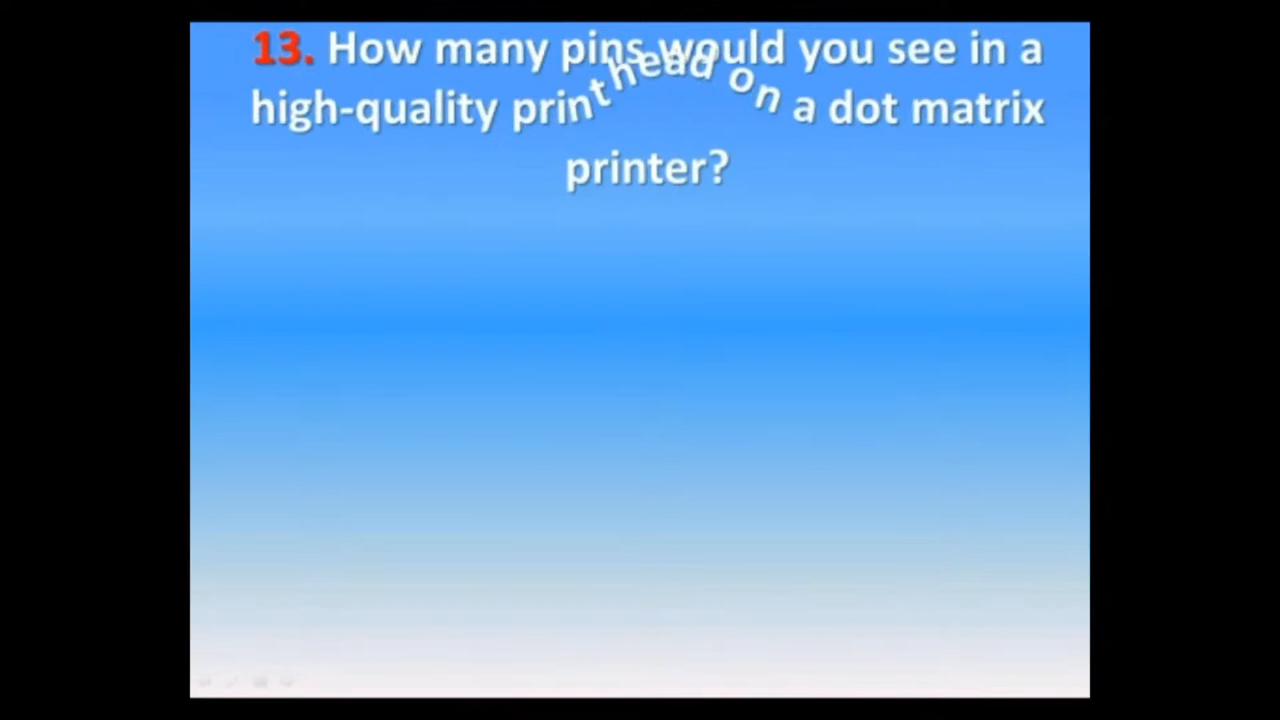 13. How many pins would you see in a
high-quality printhead on a dot matrix
printer?